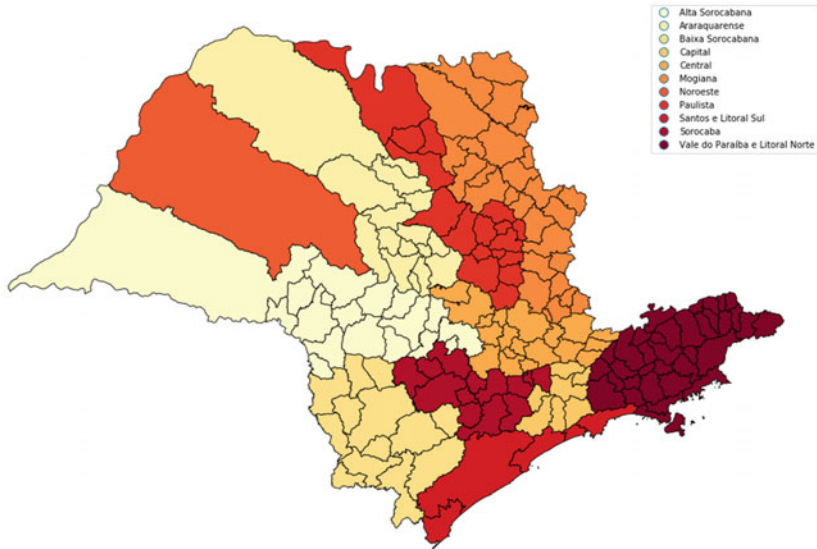 Alta Sorocabana
Araraquarense
Baixa Sorocabana
Capital
Central
Mogiana
Noroeste
Paulista
Santos e Litoral Sul
Sorocaba
Vale do Paraíba e Litoral Norte